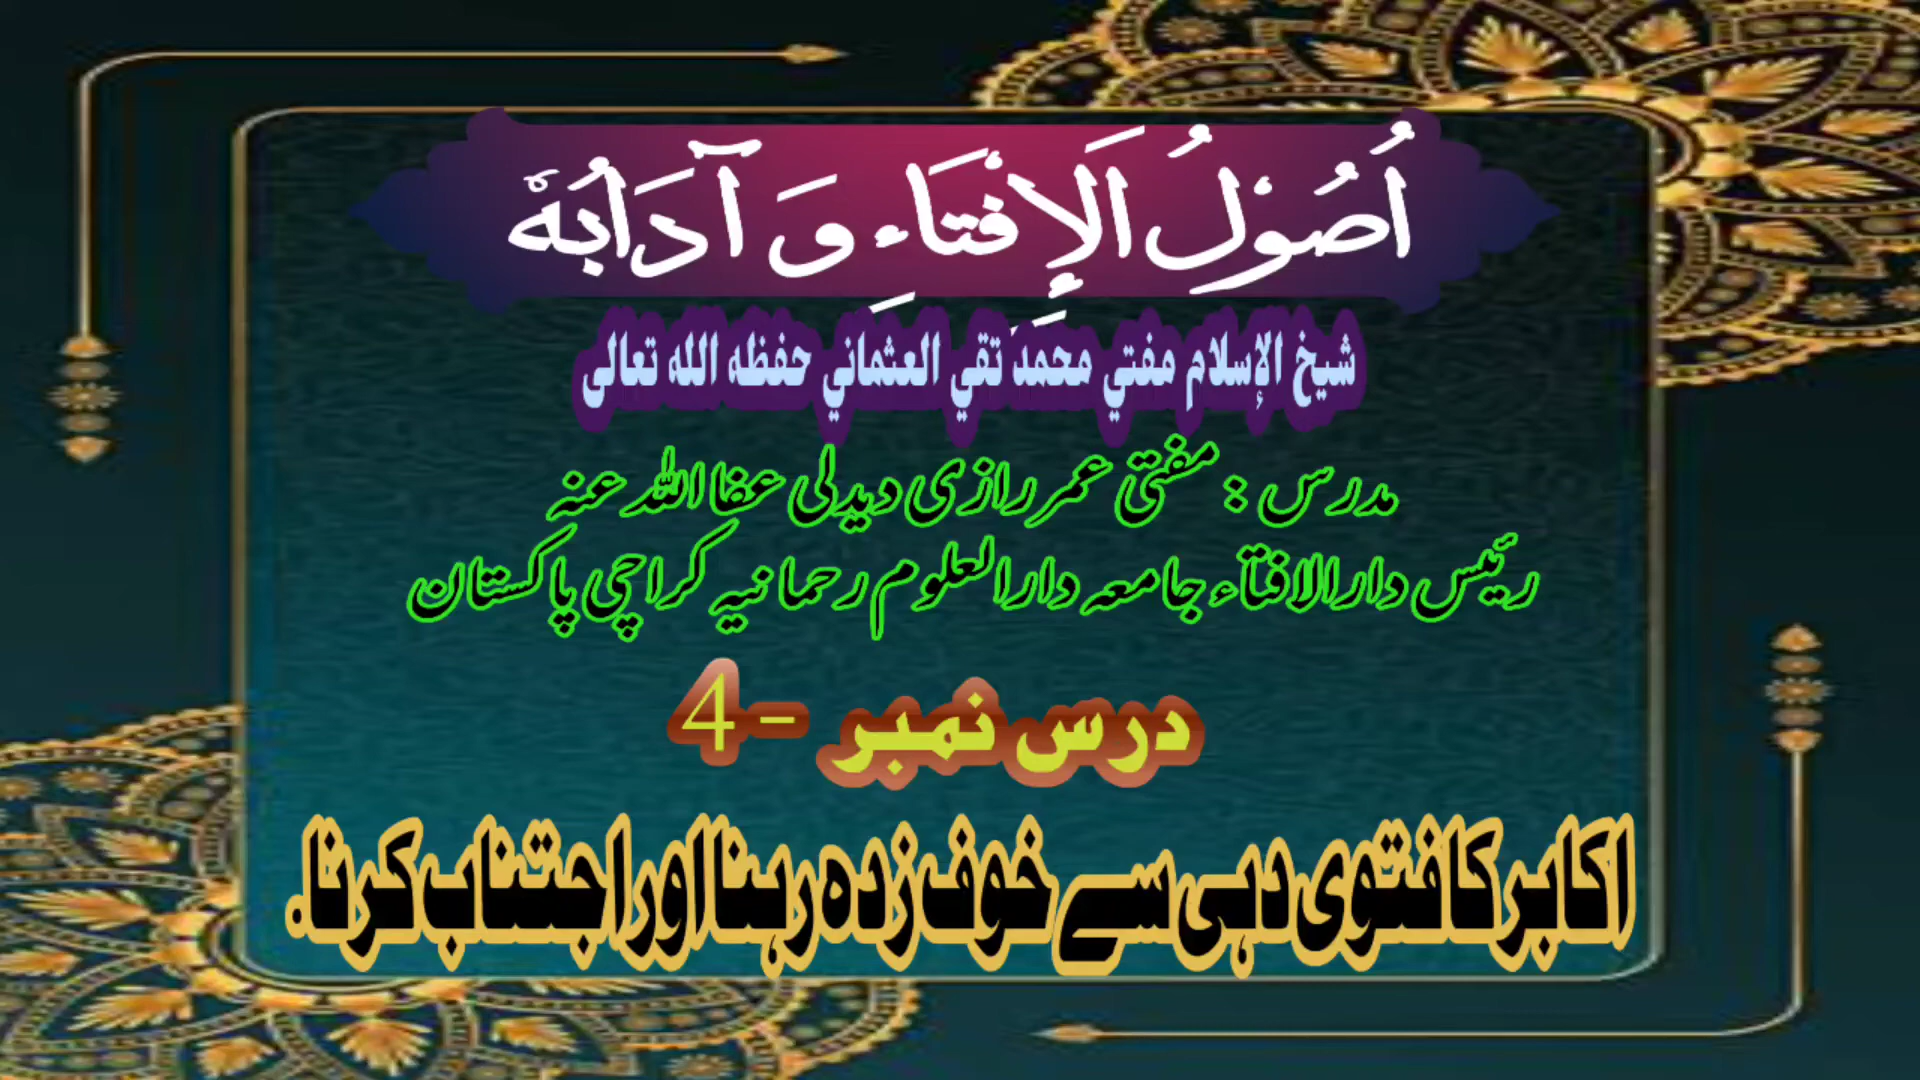 اُصُوْلُ الَإِفْتَاءِ وَ آدَابُهٗ
شيخ الإسلام مفتي محمد تقي العثماني حفظه الله تعالى
مدرس : مفتی عمر رازی دیدلی عفا اللہ عنہ
رئیس دارالافتآء جامعہ دارالعلوم رحمانیہ کراچی پاکستان
درس نمبر -4
اکابر کا فتوی دہی سے خوف زدہ رہنا اور اجتناب کرنا.